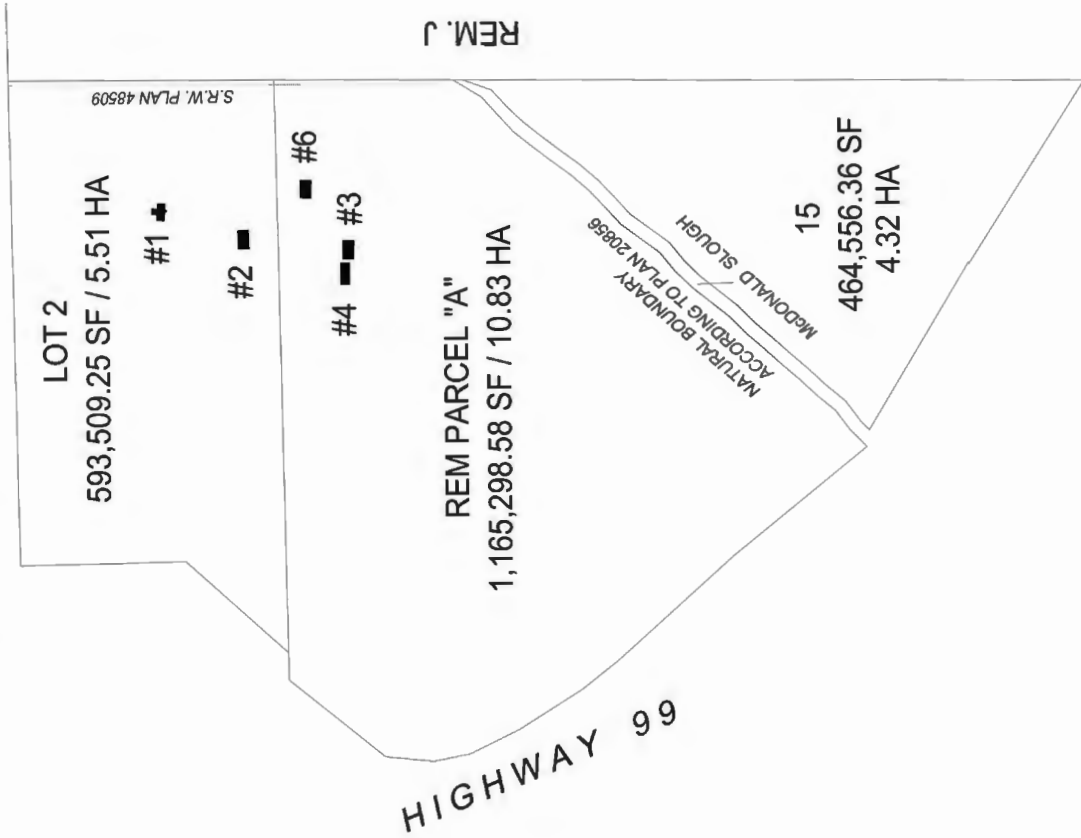 REM. J
S.R.W. PLAN 48509
LOT 2
593,509.25 SF / 5.51 HA
#1
#2
#6
#3
#4
REM PARCEL "A"
1,165,298.58 SF / 10.83 HA
NATURAL BOUNDARY
ACCORDING TO PLAN 20856
McDONALD SLOUGH
15
464,556.36 SF
4.32 HA
HIGHWAY 99